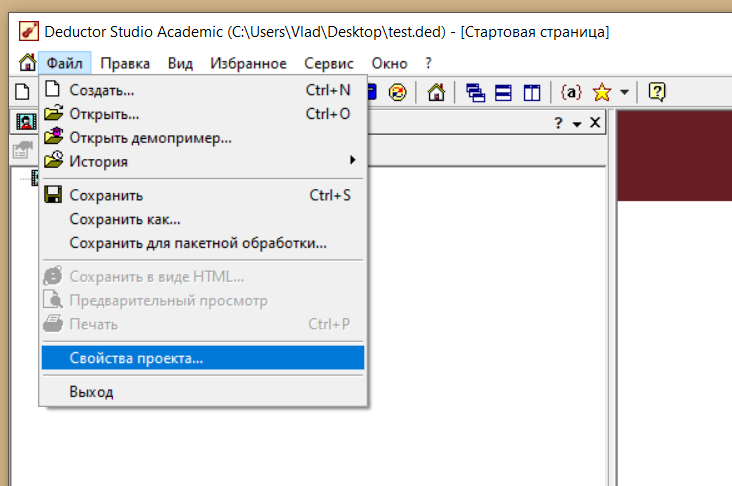 Deductor Studio Academic (C:\Users\Vlad\Desktop\test.ded) - [Стартовая страница]
Файл Правка Вид Избранное Сервис Окно ?
{a} ?
Создать... Ctrl+N
Открыть... Ctrl+O
? 
Открыть демопример...
История
Сохранить Ctrl+S
Сохранить как...
Сохранить для пакетной обработки...
Сохранить в виде HTML...
Предварительный просмотр
Печать Ctrl+P
Свойства проекта...
Выход